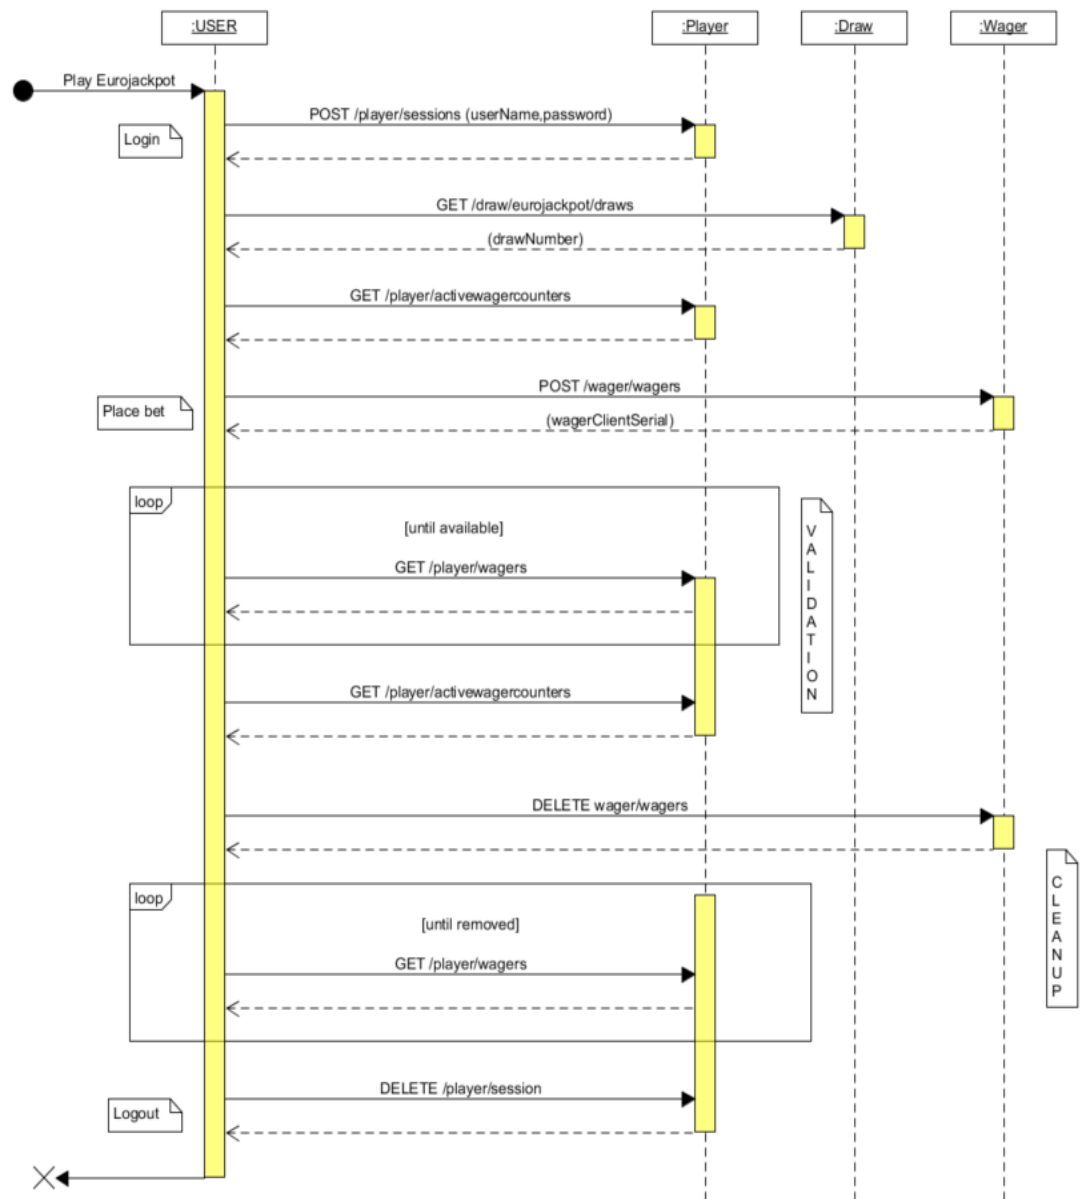 :USER
:Player
:Draw
:Wager
Play Eurojackpot
POST /player/sessions (userName,password)
Login
GET /draw/eurojackpot/draws
(drawNumber)
GET /player/activewagercounters
POST /wager/wagers
Place bet
(wagerClientSerial)
loop
[until available]
GET /player/wagers
VALIDATION
GET /player/activewagercounters
DELETE wager/wagers
CLEANUP
loop
[until removed]
GET /player/wagers
DELETE /player/session
Logout